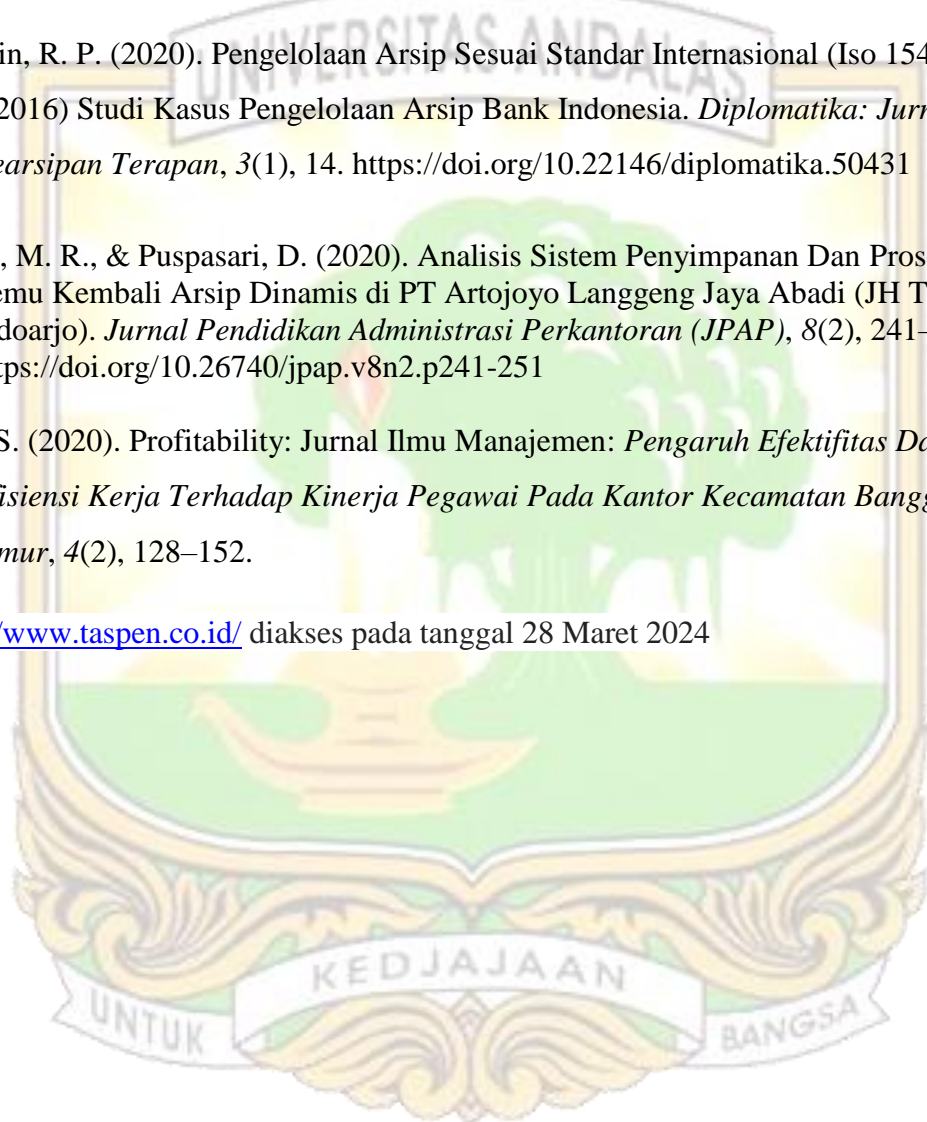 UNIVERSITAS ANDALAS
in, R. P. (2020). Pengelolaan Arsip Sesuai Standar Internasional (Iso 154
2016) Studi Kasus Pengelolaan Arsip Bank Indonesia. Diplomatika: Jurn
earsipan Terapan, 3(1), 14. https://doi.org/10.22146/diplomatika.50431
, M. R., & Puspasari, D. (2020). Analisis Sistem Penyimpanan Dan Pros
emu Kembali Arsip Dinamis di PT Artojoyo Langgeng Jaya Abadi (JH T
doarjo). Jurnal Pendidikan Administrasi Perkantoran (JPAP), 8(2), 241–
tps://doi.org/10.26740/jpap.v8n2.p241-251
S. (2020). Profitability: Jurnal Ilmu Manajemen: Pengaruh Efektifitas Da
fisiensi Kerja Terhadap Kinerja Pegawai Pada Kantor Kecamatan Bangg
mur, 4(2), 128–152.
/www.taspen.co.id/ diakses pada tanggal 28 Maret 2024
UNTUK KEDJAJAAN BANGSA